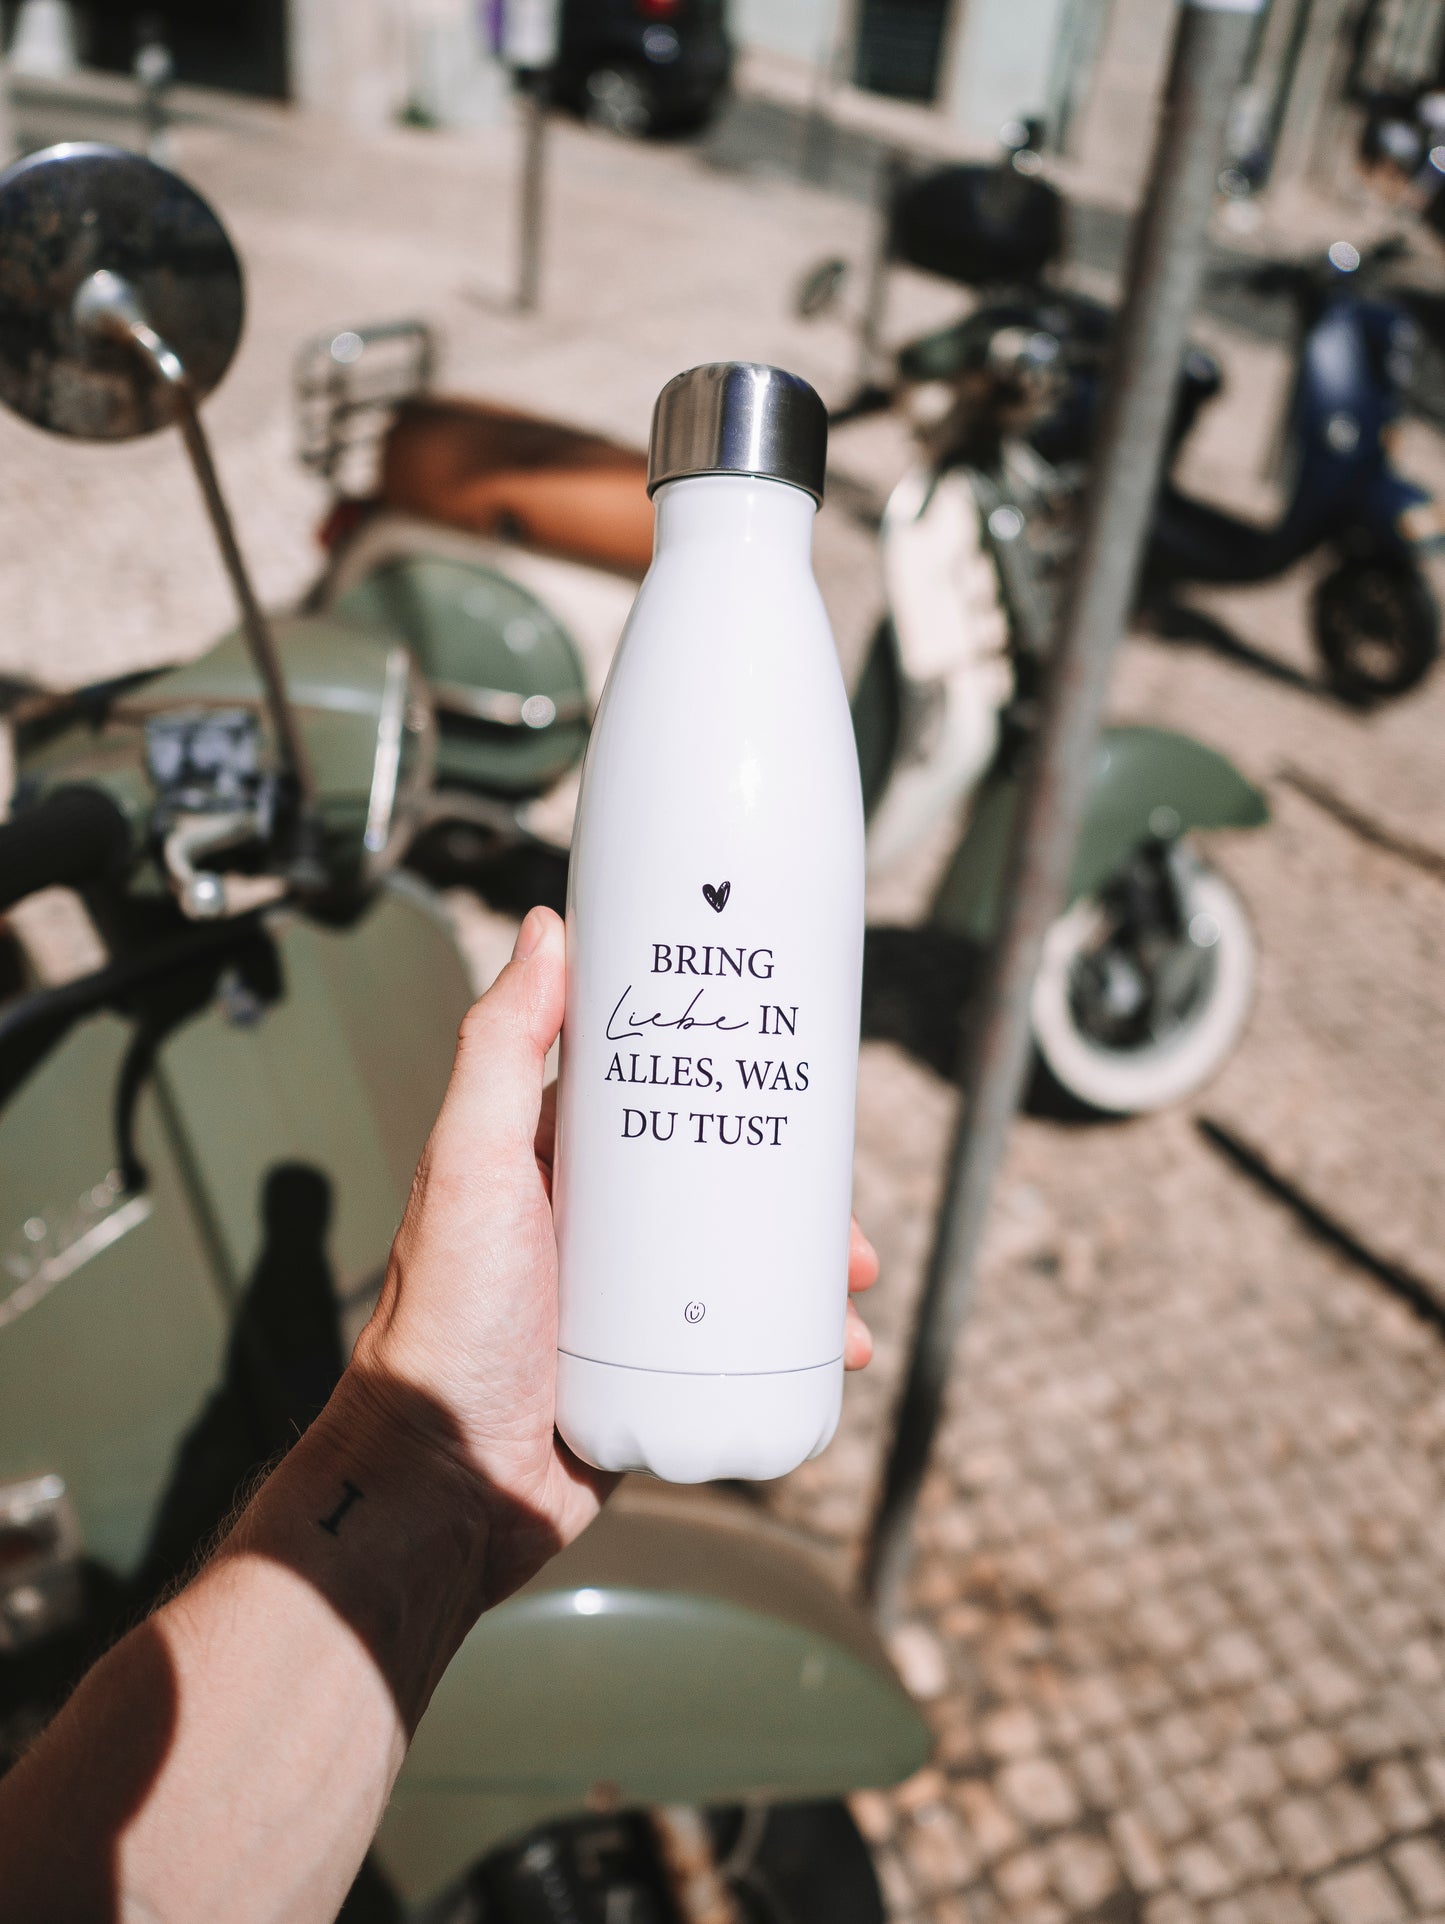 BRING
Liebe IN
ALLES, WAS
DU TUST
I